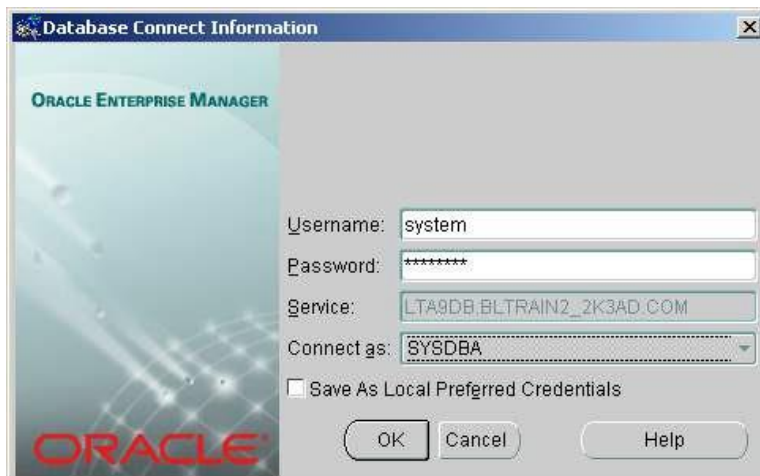 Database Connect Information
ORACLE ENTERPRISE MANAGER
Username: system
Password: ********
Service: LTA9DB.BLTRAIN2_2K3AD.COM
Connect as: SYSDBA
Save As Local Preferred Credentials
OK Cancel Help
ORACLE